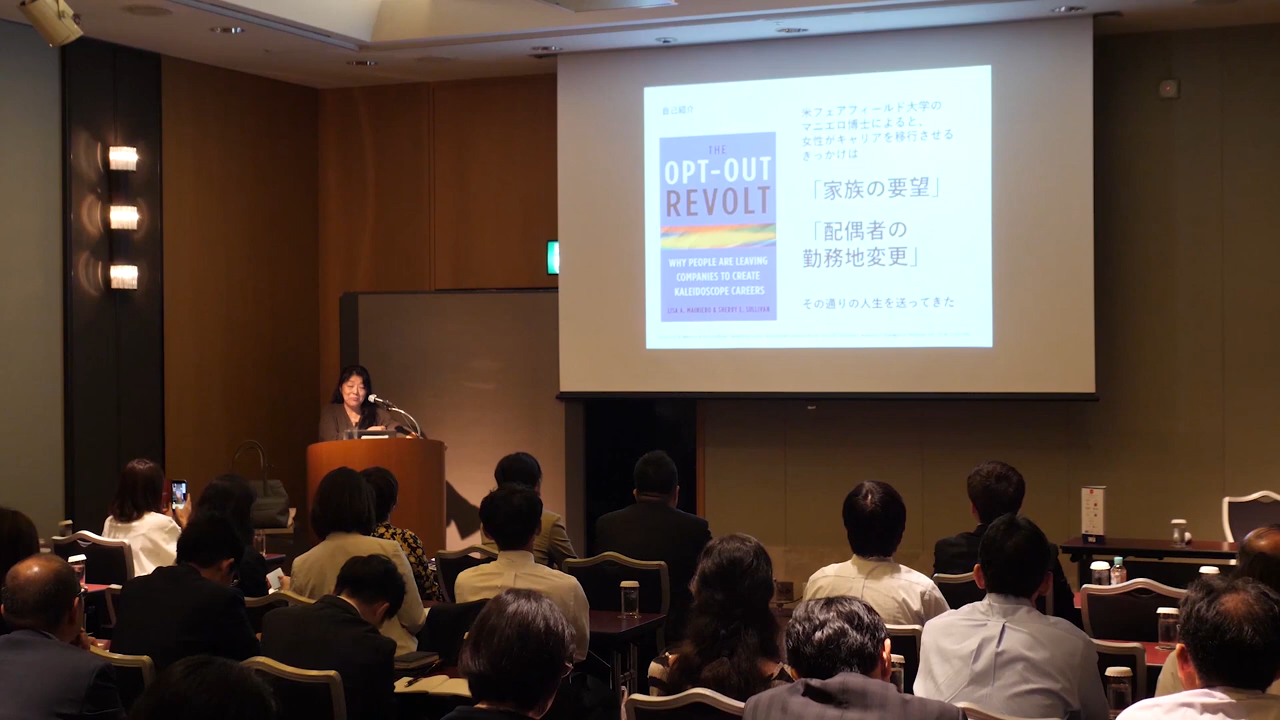 自己紹介
THE
OPT-OUT
REVOLT
WHY PEOPLE ARE LEAVING
COMPANIES TO CREATE
KALEIDOSCOPE CAREERS
LISA A. MAINIERO & SHERRY E. SULLIVAN
米フェアフィールド大学の
マニエロ博士によると、
女性がキャリアを移行させる
きっかけは
「家族の要望」
「配偶者の
勤務地変更」
その通りの人生を送ってきた